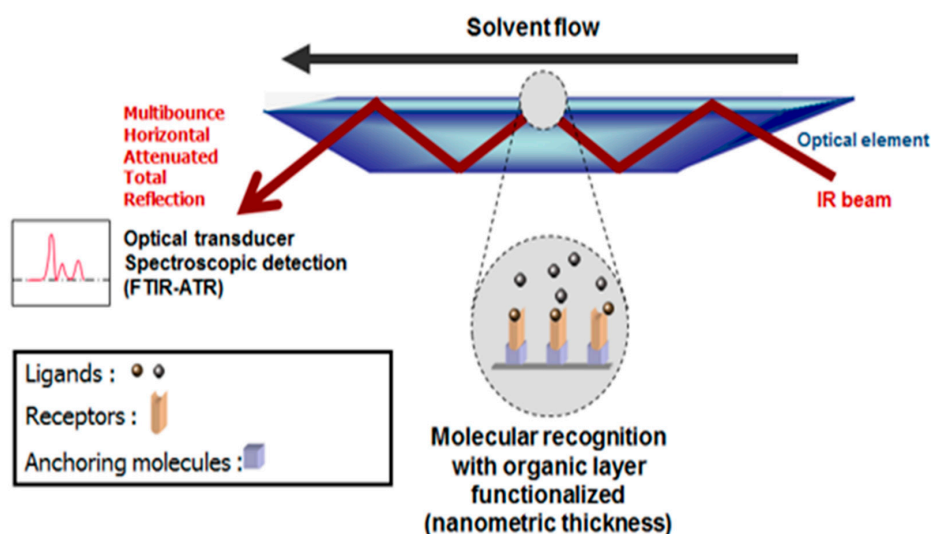 Solvent flow
Multibounce
Horizontal
Attenuated
Total
Reflection
Optical element
IR beam
Optical transducer
Spectroscopic detection
(FTIR-ATR)
Ligands :
Receptors :
Anchoring molecules :
Molecular recognition
with organic layer
functionalized
(nanometric thickness)